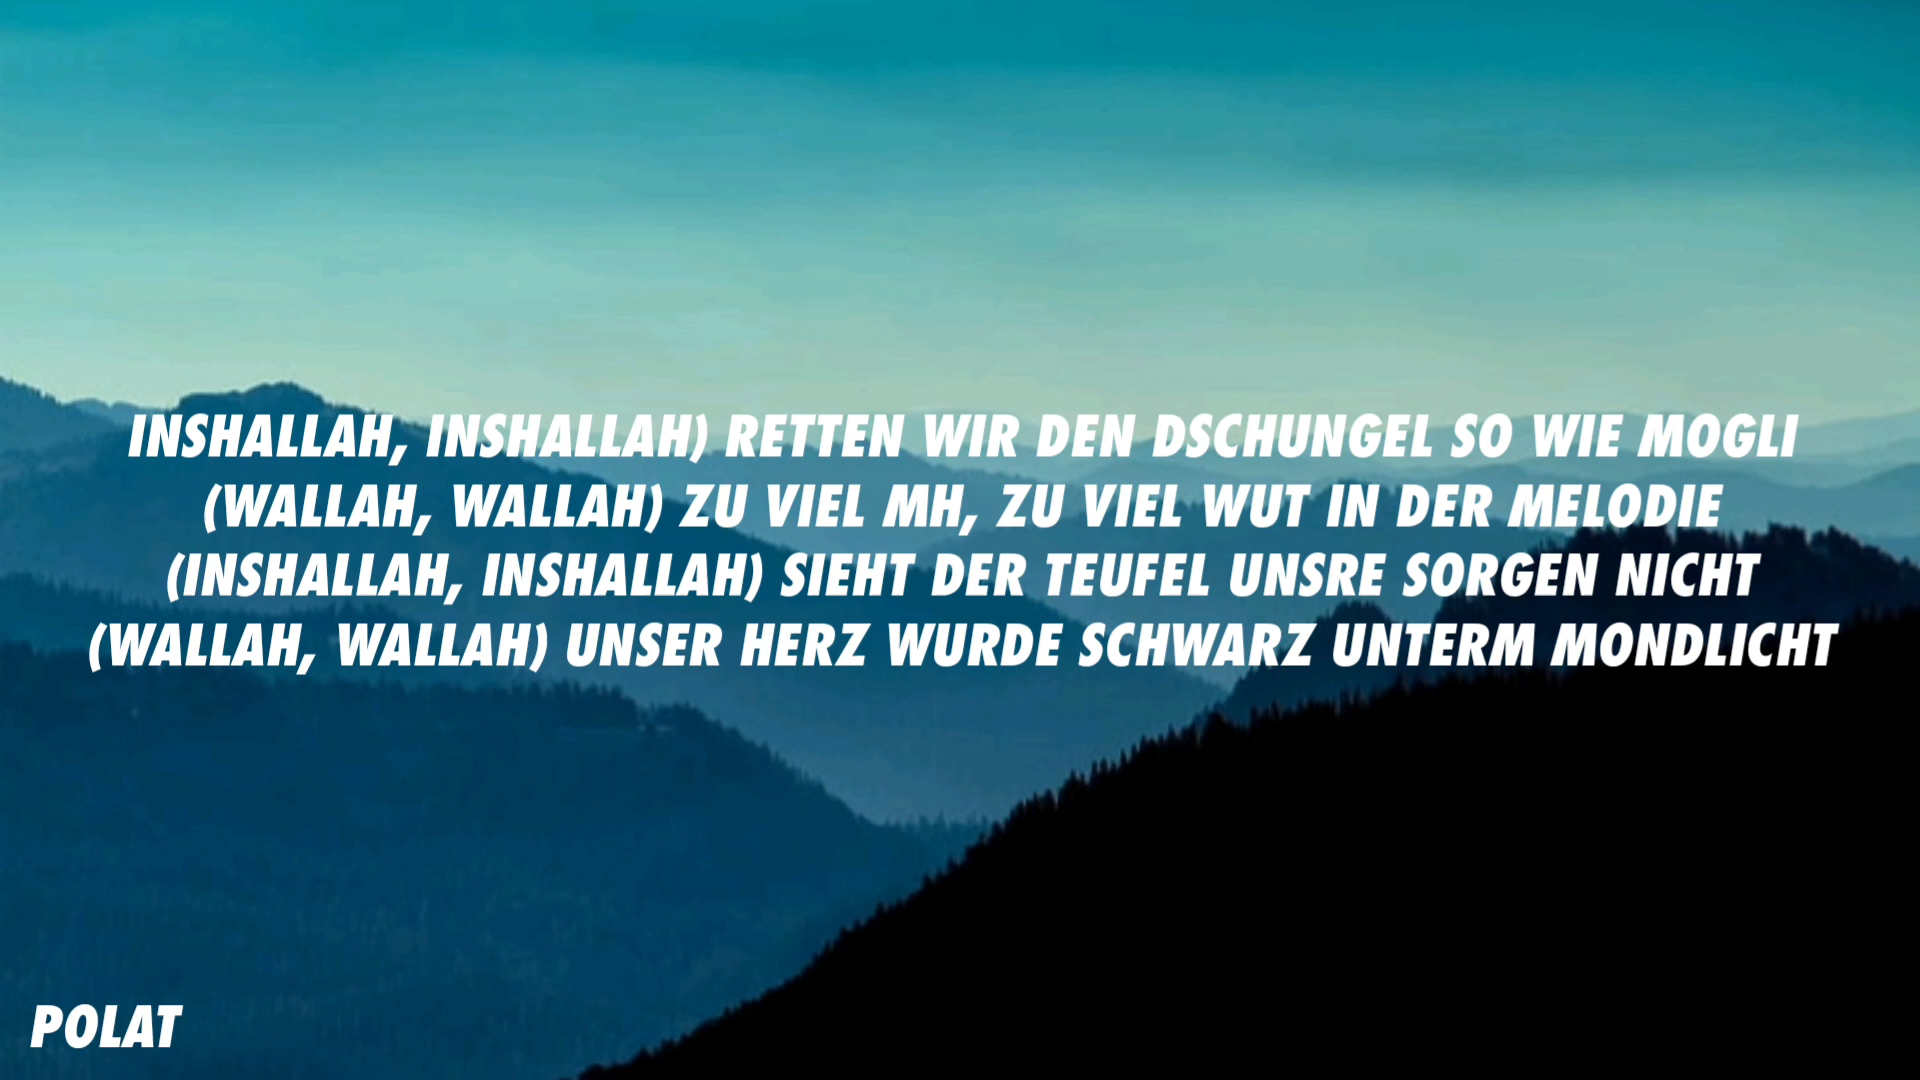 INSHALLAH, INSHALLAH) RETTEN WIR DEN DSCHUNGEL SO WIE MOGLI
(WALLAH, WALLAH) ZU VIEL MH, ZU VIEL WUT IN DER MELODIE
(INSHALLAH, INSHALLAH) SIEHT DER TEUFEL UNSRE SORGEN NICHT
(WALLAH, WALLAH) UNSER HERZ WURDE SCHWARZ UNTERM MONDLICHT
POLAT